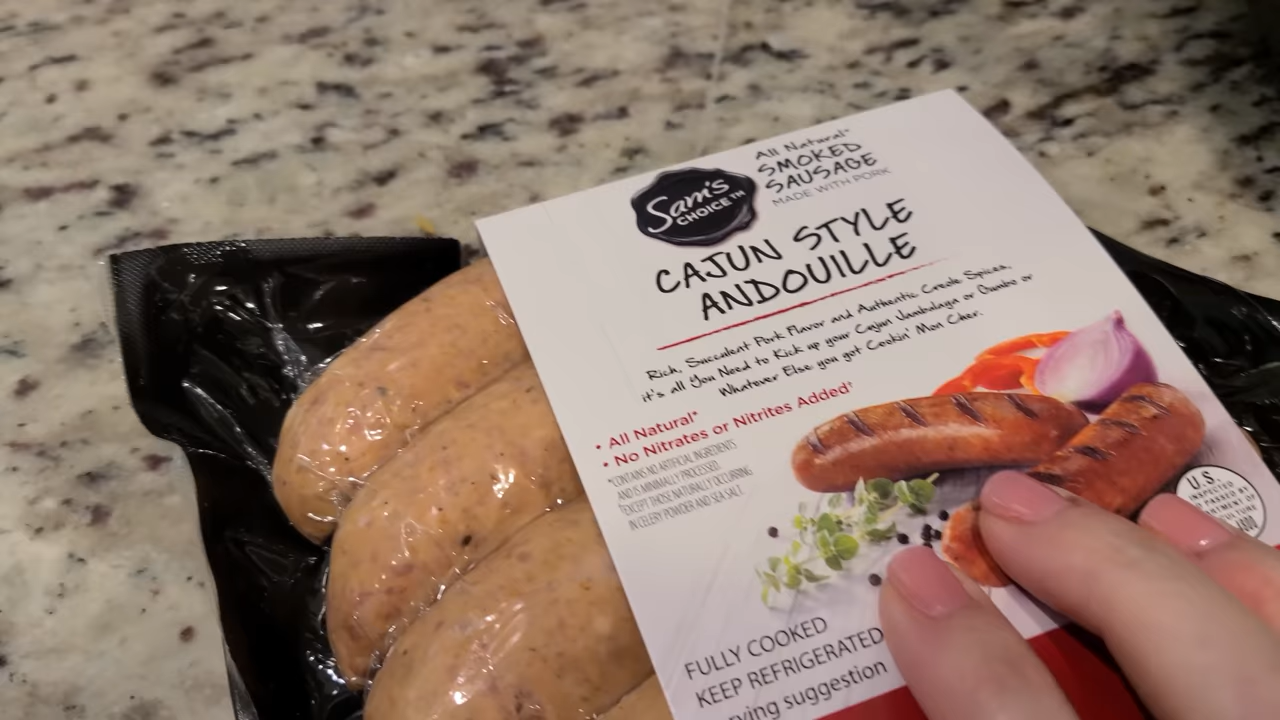 Sam's
CHOICE™
All Natural*
SMOKED
SAUSAGE
MADE WITH PORK
CAJUN STYLE
ANDOUILLE
Rich, Succulent Pork Flavor and Authentic Creole Spices,
it's all You Need to Kick up your Cajun Jambalaya or Gumbo or
Whatever Else you got Cookin' Mon Cher.
• All Natural*
• No Nitrates or Nitrites Added†
*CONTAINS NO ARTIFICIAL INGREDIENTS
AND IS MINIMALLY PROCESSED.
†EXCEPT THOSE NATURALLY OCCURRING
IN CELERY POWDER AND SEA SALT.
U.S.
INSPECTED
PASSED BY
FULLY COOKED
KEEP REFRIGERATED
suggestion